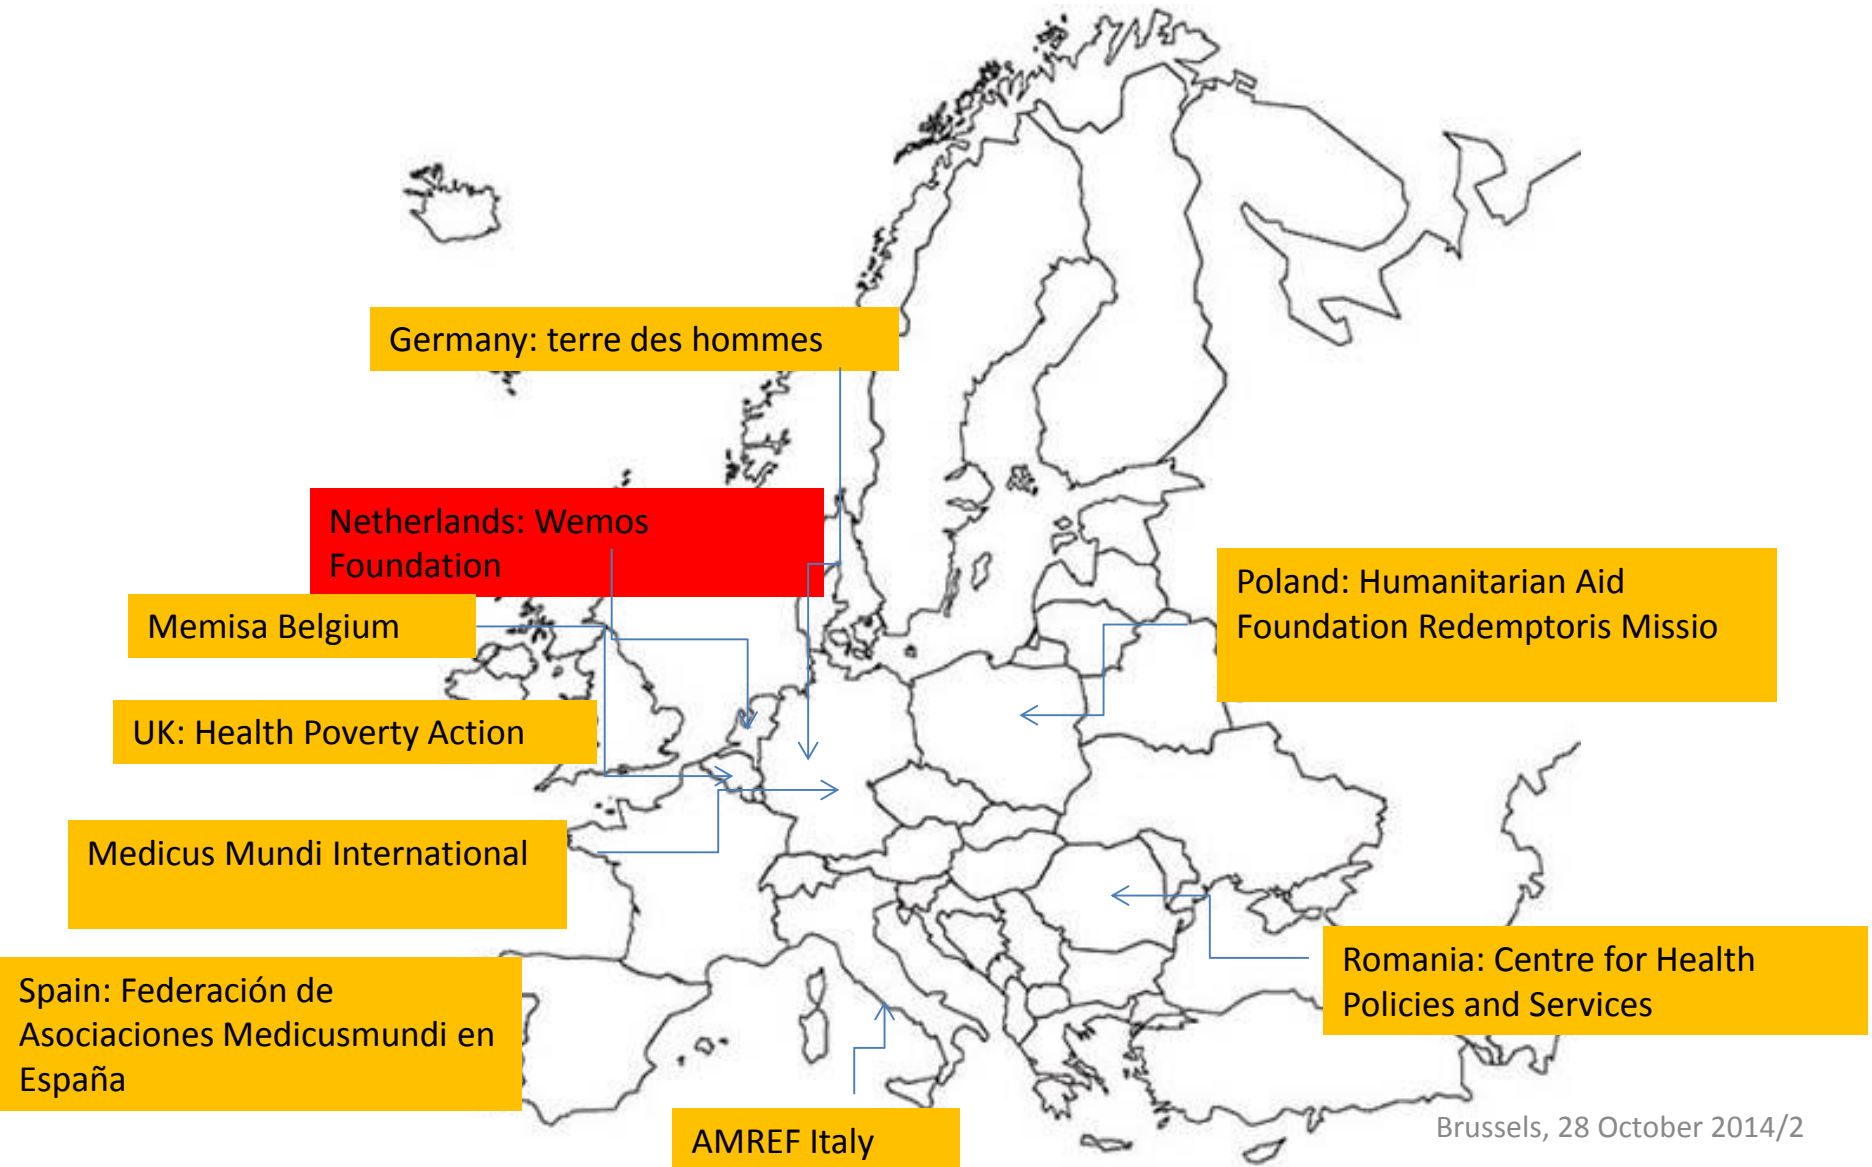 Germany: terre des hommes
Netherlands: Wemos
Foundation
Memisa Belgium
Poland: Humanitarian Aid
Foundation Redemptoris Missio
UK: Health Poverty Action
Medicus Mundi International
Spain: Federación de
Asociaciones Medicusmundi en
España
Romania: Centre for Health
Policies and Services
AMREF Italy
Brussels, 28 October 2014/2